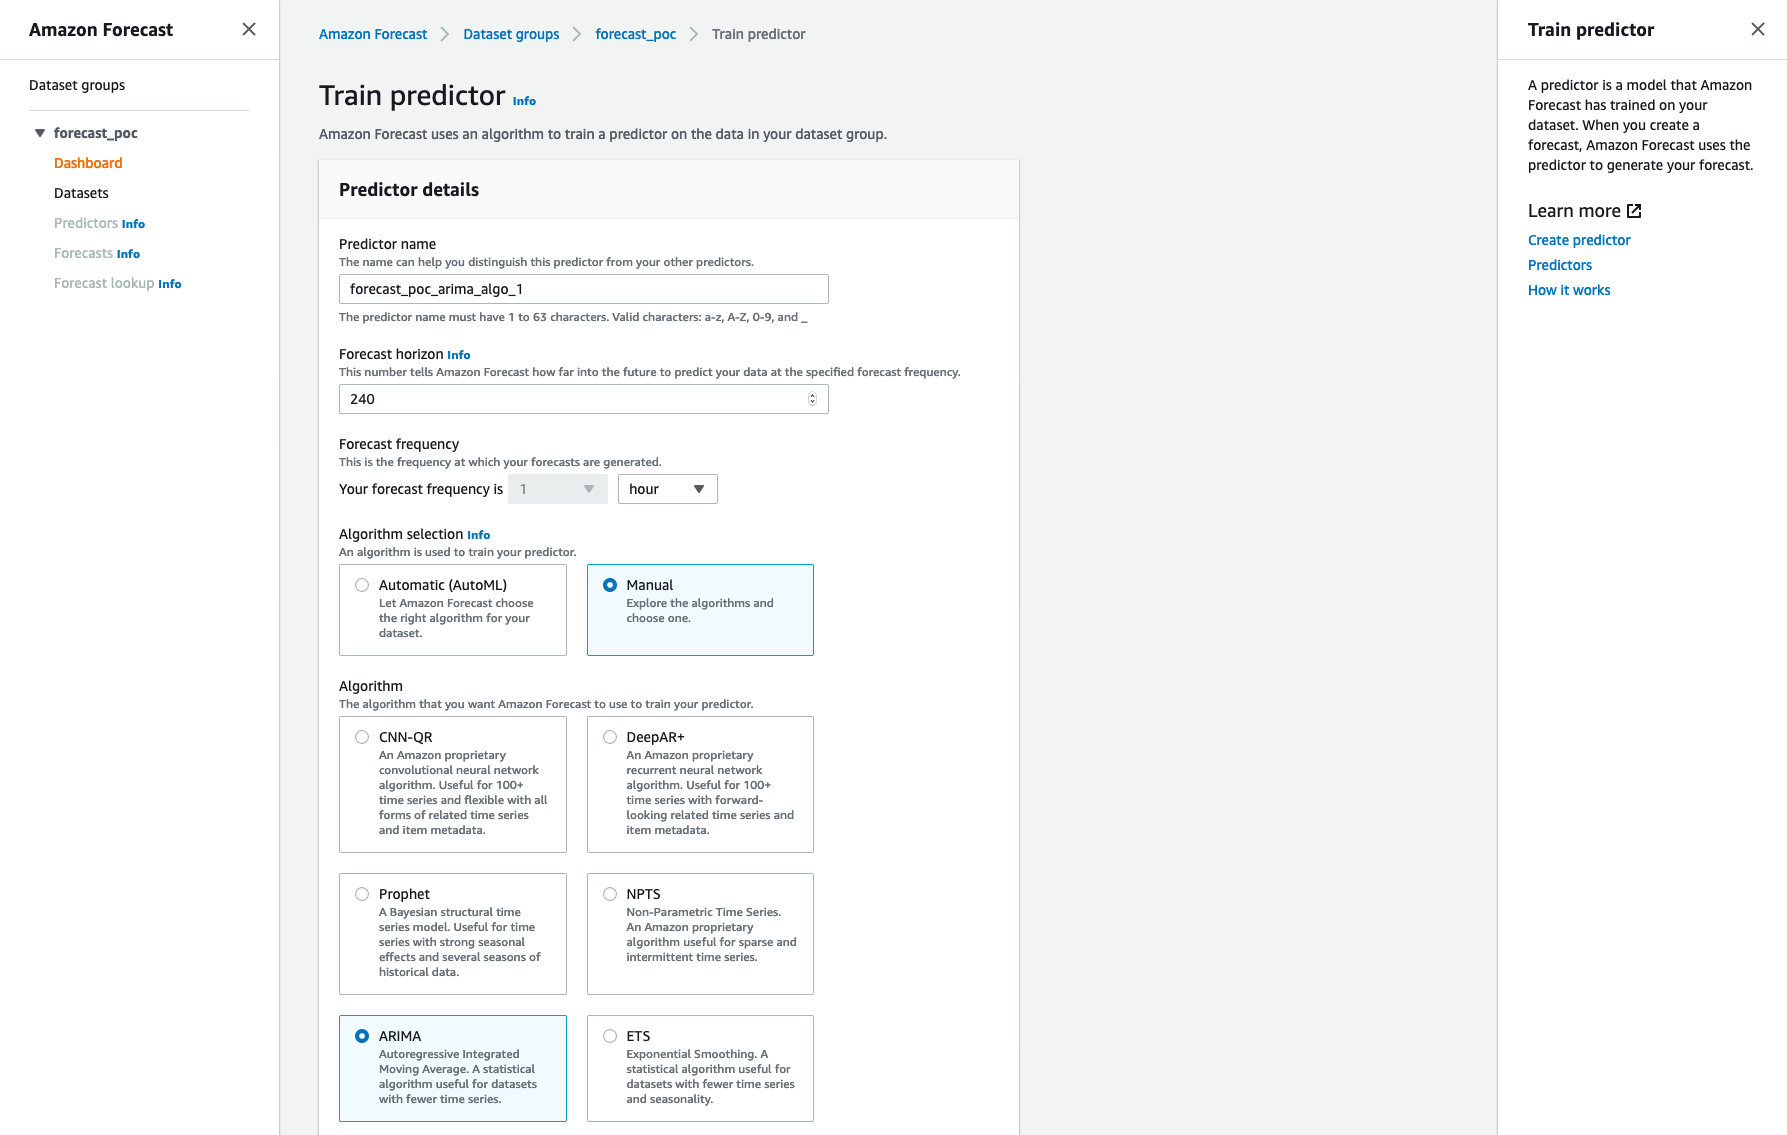 Amazon Forecast
Dataset groups
forecast_poc
Dashboard
Datasets
Predictors Info
Forecasts Info
Forecast lookup Info
Amazon Forecast > Dataset groups > forecast_poc > Train predictor
Train predictor Info
Amazon Forecast uses an algorithm to train a predictor on the data in your dataset group.
Predictor details
Predictor name
The name can help you distinguish this predictor from your other predictors.
forecast_poc_arima_algo_1
The predictor name must have 1 to 63 characters. Valid characters: a-z, A-Z, 0-9, and _
Forecast horizon Info
This number tells Amazon Forecast how far into the future to predict your data at the specified forecast frequency.
240
Forecast frequency
This is the frequency at which your forecasts are generated.
Your forecast frequency is 1 hour
Algorithm selection Info
An algorithm is used to train your predictor.
Automatic (AutoML)
Let Amazon Forecast choose
the right algorithm for your
dataset.
Manual
Explore the algorithms and
choose one.
Algorithm
The algorithm that you want Amazon Forecast to use to train your predictor.
CNN-QR
An Amazon proprietary
convolutional neural network
algorithm. Useful for 100+
time series and flexible with all
forms of related time series
and item metadata.
DeepAR+
An Amazon proprietary
recurrent neural network
algorithm. Useful for 100+
time series with forward-
looking related time series and
item metadata.
Prophet
A Bayesian structural time
series model. Useful for time
series with strong seasonal
effects and several seasons of
historical data.
NPTS
Non-Parametric Time Series.
An Amazon proprietary
algorithm useful for sparse and
intermittent time series.
ARIMA
Autoregressive Integrated
Moving Average. A statistical
algorithm useful for datasets
with fewer time series.
ETS
Exponential Smoothing. A
statistical algorithm useful for
datasets with fewer time series
and seasonality.
Train predictor
A predictor is a model that Amazon
Forecast has trained on your
dataset. When you create a
forecast, Amazon Forecast uses the
predictor to generate your forecast.
Learn more
Create predictor
Predictors
How it works